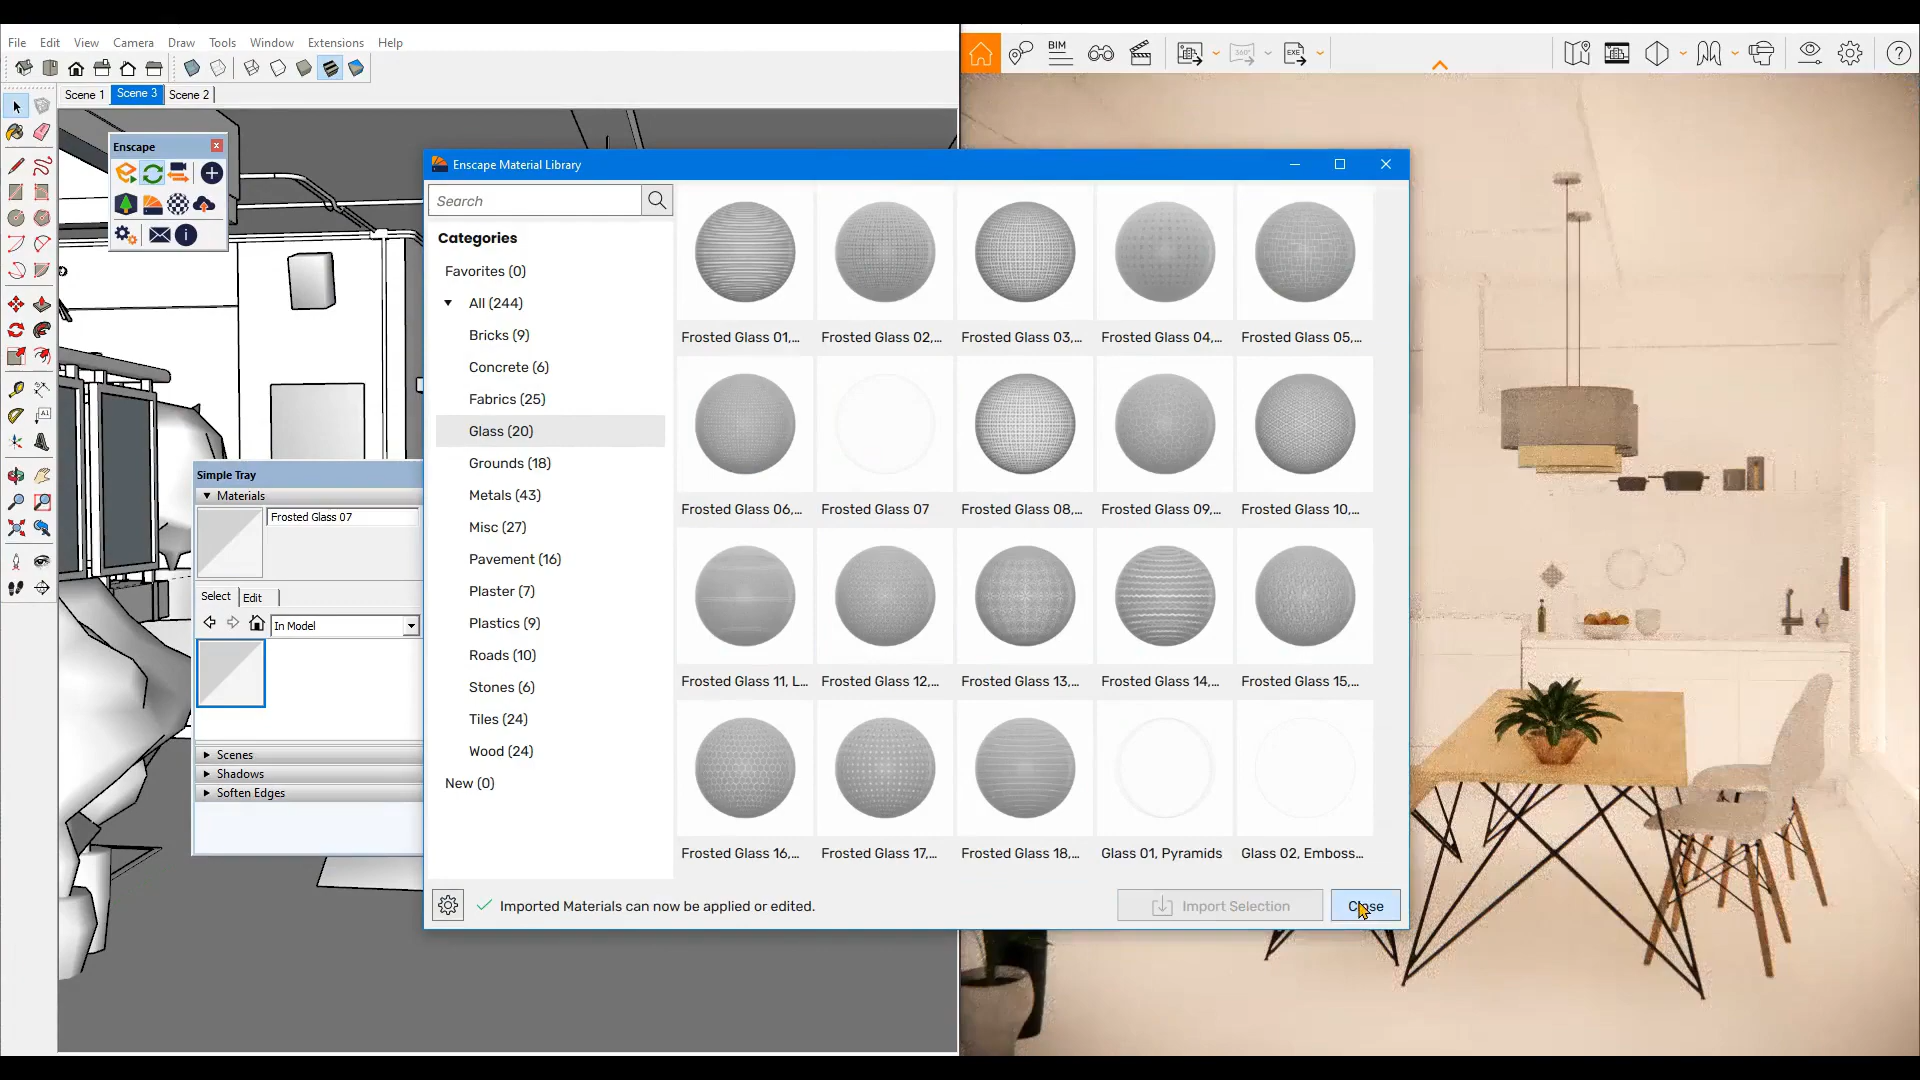 File Edit View Camera Draw Tools Window Extensions Help
BIM
360°
EXE
?
Scene 1 Scene 3 Scene 2
Enscape
Enscape Material Library
Search
Categories
Favorites (0)
All (244)
Bricks (9)
Concrete (6)
Fabrics (25)
Glass (20)
Grounds (18)
Metals (43)
Misc (27)
Pavement (16)
Plaster (7)
Plastics (9)
Roads (10)
Stones (6)
Tiles (24)
Wood (24)
New (0)
Frosted Glass 01,... Frosted Glass 02,... Frosted Glass 03,... Frosted Glass 04,... Frosted Glass 05,...
Frosted Glass 06,... Frosted Glass 07 Frosted Glass 08,... Frosted Glass 09,... Frosted Glass 10,...
Frosted Glass 11, L... Frosted Glass 12,... Frosted Glass 13,... Frosted Glass 14,... Frosted Glass 15,...
Frosted Glass 16,... Frosted Glass 17,... Frosted Glass 18,... Glass 01, Pyramids Glass 02, Emboss...
Imported Materials can now be applied or edited.
Import Selection
Close
Simple Tray
Materials
Frosted Glass 07
Select Edit
In Model
Scenes
Shadows
Soften Edges
A1